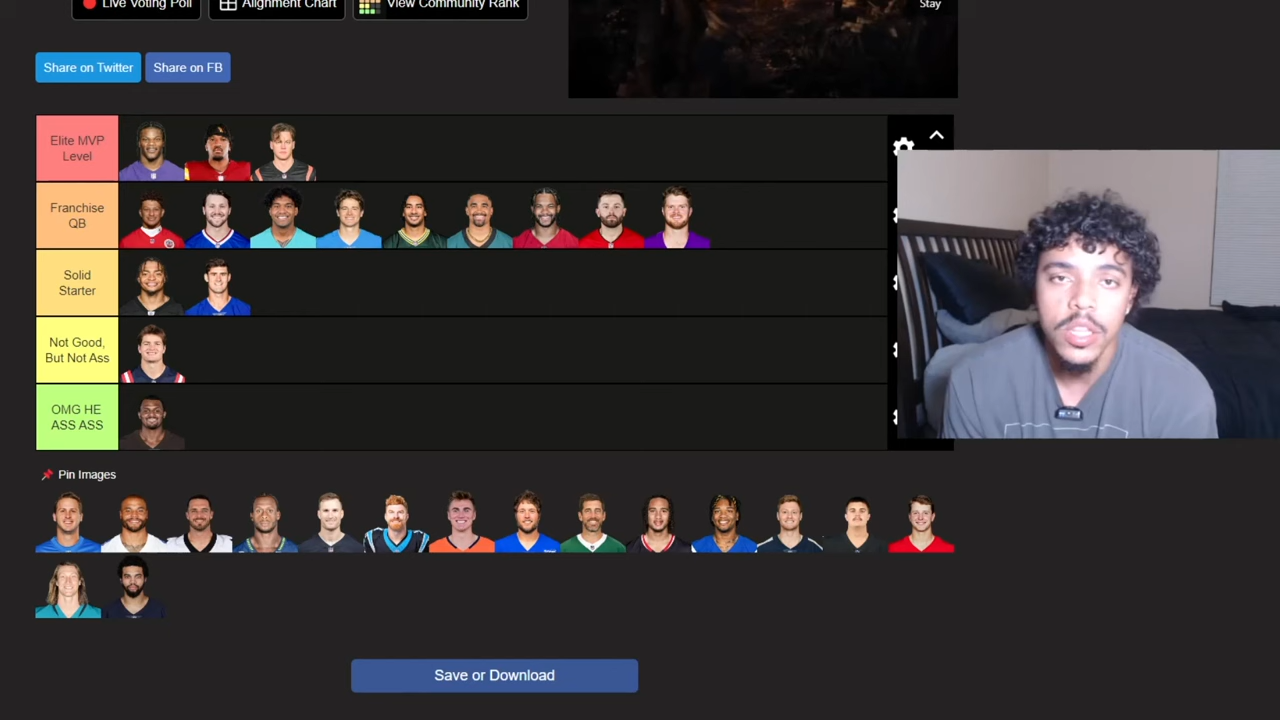 Live Voting Poll
Alignment Chart
View Community Rank
Stay
Share on Twitter
Share on FB
Elite MVP
Level
Franchise
QB
Solid
Starter
Not Good,
But Not Ass
OMG HE
ASS ASS
Pin Images
Save or Download